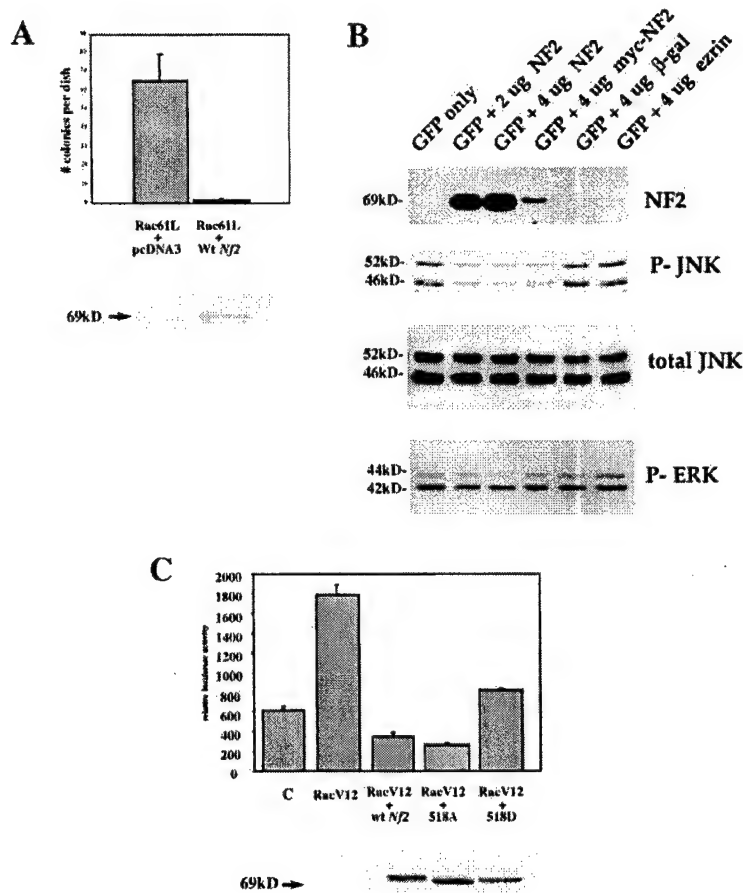 A
# colonies per dish
Rac61L + pcDNA3
Rac61L + Wt Nf2
69kD
B
GFP only
GFP + 2 ug NF2
GFP + 4 ug NF2
GFP + 4 ug myc-NF2
GFP + 4 ug β-gal
GFP + 4 ug ezrin
69kD-
NF2
52kD-
46kD-
P- JNK
52kD-
46kD-
total JNK
44kD-
42kD-
P- ERK
C
relative luciferase activity
2000
1800
1600
1400
1200
1000
800
600
400
200
0
C
RacV12
RacV12 + wt Nf2
RacV12 + 518A
RacV12 + 518D
69kD